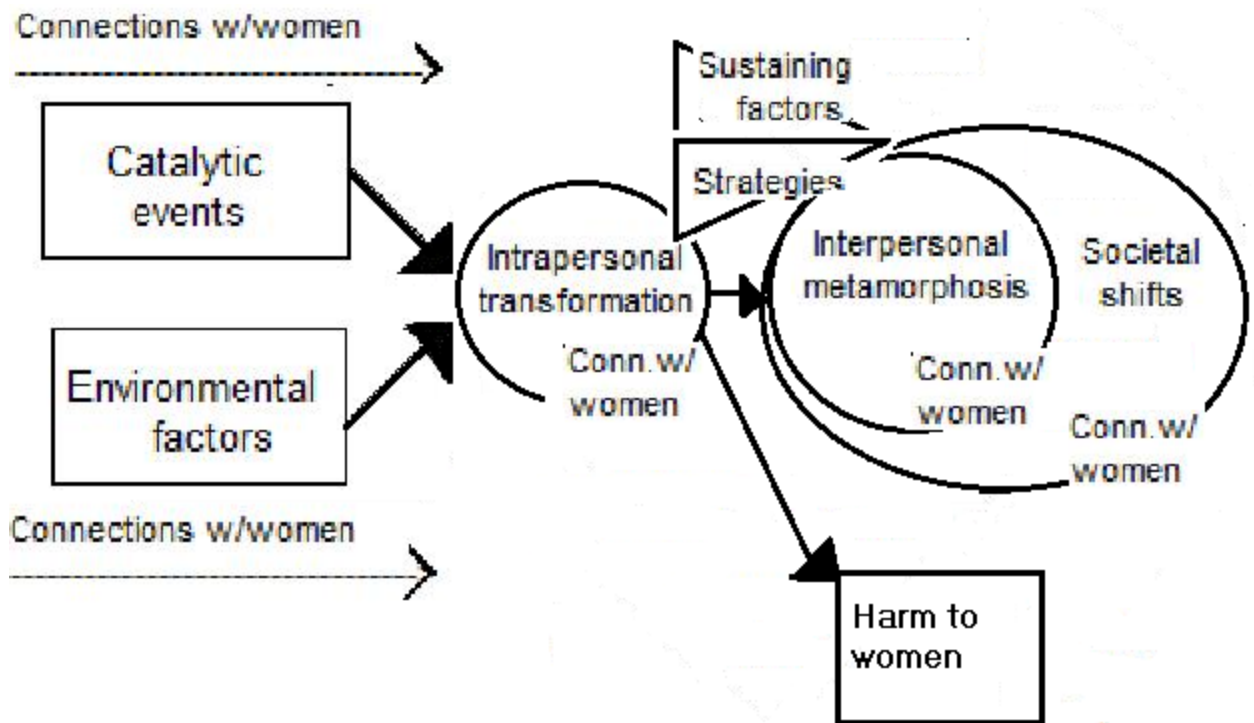 Connections w/women
Catalytic
events
Environmental
factors
Connections w/women
Intrapersonal
transformation
Conn.w/
women
Sustaining
factors
Strategies
Interpersonal
metamorphosis
Conn.w/
women
Societal
shifts
Conn.w/
women
Harm to
women